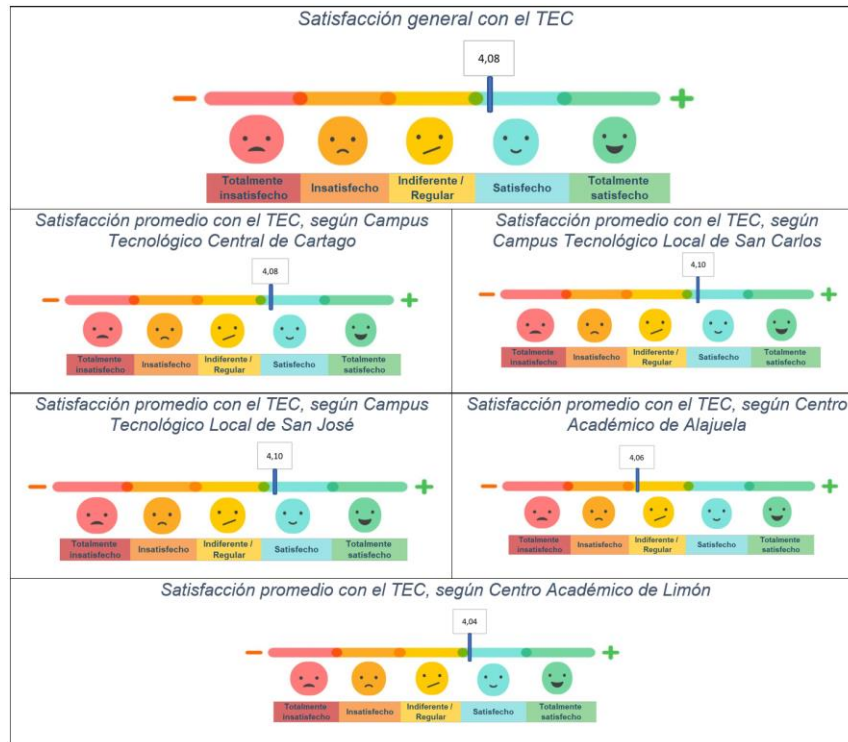 Satisfacción general con el TEC
4,08
Totalmente
insatisfecho
Insatisfecho
Indiferente /
Regular
Satisfecho
Totalmente
satisfecho
Satisfacción promedio con el TEC, según Campus
Tecnológico Central de Cartago
4,08
Totalmente
insatisfecho
Insatisfecho
Indiferente /
Regular
Satisfecho
Totalmente
satisfecho
Satisfacción promedio con el TEC, según
Campus Tecnológico Local de San Carlos
4,10
Totalmente
insatisfecho
Insatisfecho
Indiferente /
Regular
Satisfecho
Totalmente
satisfecho
Satisfacción promedio con el TEC, según Campus
Tecnológico Local de San José
4,10
Totalmente
insatisfecho
Insatisfecho
Indiferente /
Regular
Satisfecho
Totalmente
satisfecho
Satisfacción promedio con el TEC, según Centro
Académico de Alajuela
4,06
Totalmente
insatisfecho
Insatisfecho
Indiferente /
Regular
Satisfecho
Totalmente
satisfecho
Satisfacción promedio con el TEC, según Centro Académico de Limón
4,04
Totalmente
insatisfecho
Insatisfecho
Indiferente /
Regular
Satisfecho
Totalmente
satisfecho